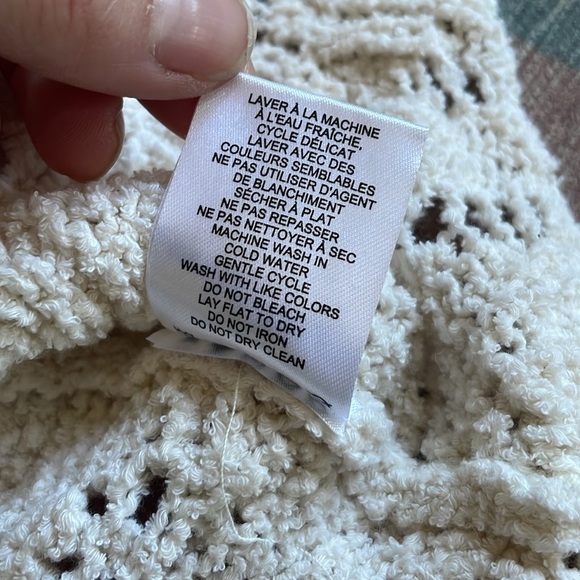 LAVER À LA MACHINE
À L'EAU FRAÎCHE,
CYCLE DÉLICAT
LAVER AVEC DES
COULEURS SEMBLABLES
NE PAS UTILISER D'AGENT
DE BLANCHIMENT
SÉCHER À PLAT
NE PAS REPASSER
NE PAS NETTOYER À SEC
MACHINE WASH IN
COLD WATER
GENTLE CYCLE
WASH WITH LIKE COLORS
DO NOT BLEACH
LAY FLAT TO DRY
DO NOT IRON
DO NOT DRY CLEAN